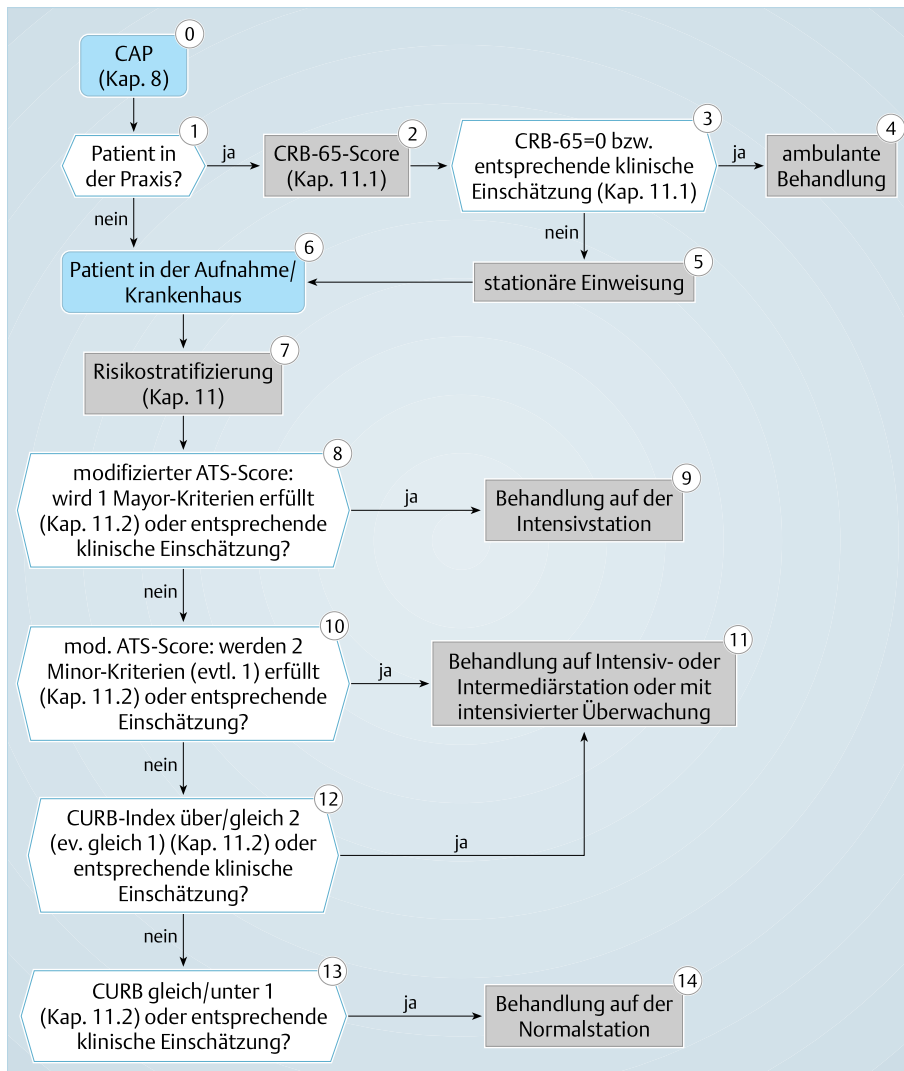 0
CAP
(Kap. 8)
1
Patient in
der Praxis?
ja
2
CRB-65-Score
(Kap. 11.1)
3
CRB-65=0 bzw.
entsprechende klinische
Einschätzung (Kap. 11.1)
ja
4
ambulante
Behandlung
nein
nein
5
stationäre Einweisung
6
Patient in der Aufnahme/
Krankenhaus
7
Risikostratifizierung
(Kap. 11)
8
modifizierter ATS-Score:
wird 1 Mayor-Kriterien erfüllt
(Kap. 11.2) oder entsprechende
klinische Einschätzung?
ja
9
Behandlung auf der
Intensivstation
nein
10
mod. ATS-Score: werden 2
Minor-Kriterien (evtl. 1) erfüllt
(Kap. 11.2) oder entsprechende
Einschätzung?
ja
11
Behandlung auf Intensiv- oder
Intermediärstation oder mit
intensivierter Überwachung
nein
12
CURB-Index über/gleich 2
(ev. gleich 1) (Kap. 11.2) oder
entsprechende klinische
Einschätzung?
ja
nein
13
CURB gleich/unter 1
(Kap. 11.2) oder entsprechende
klinische Einschätzung?
ja
14
Behandlung auf der
Normalstation